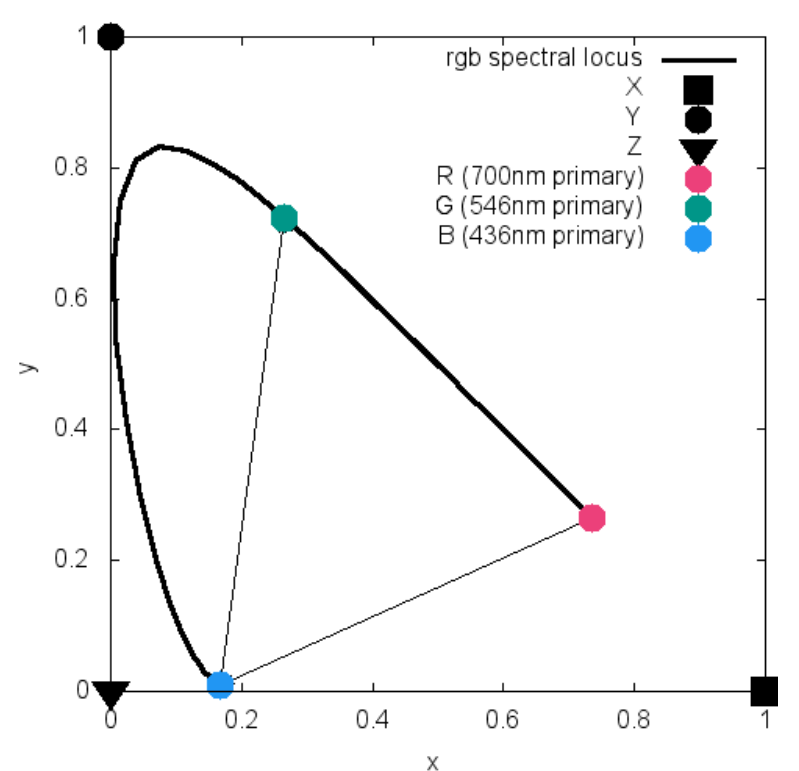 1
rgb spectral locus
X
Y
Z
0.8
R (700nm primary)
G (546nm primary)
B (436nm primary)
0.6
y
0.4
0.2
0
0 0.2 0.4 0.6 0.8 1
x